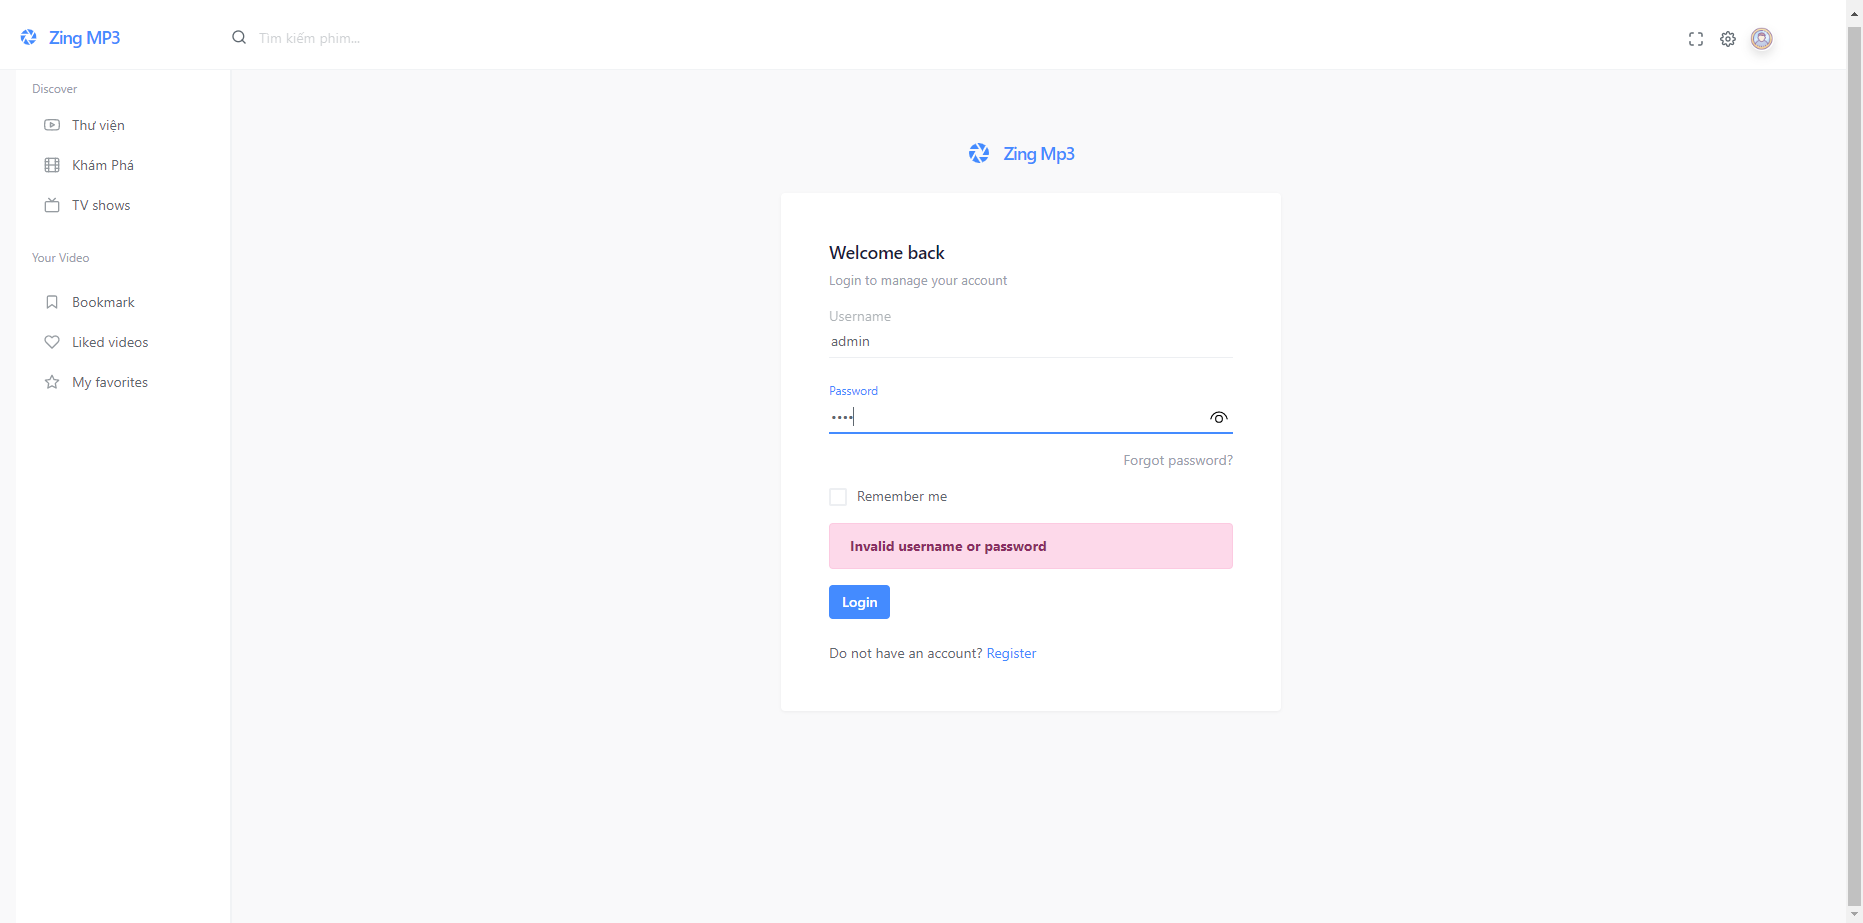 Zing MP3
Tìm kiếm phim...
Discover
Thư viện
Khám Phá
TV shows
Your Video
Bookmark
Liked videos
My favorites
Zing Mp3
Welcome back
Login to manage your account
Username
admin
Password
••••
Forgot password?
Remember me
Invalid username or password
Login
Do not have an account? Register